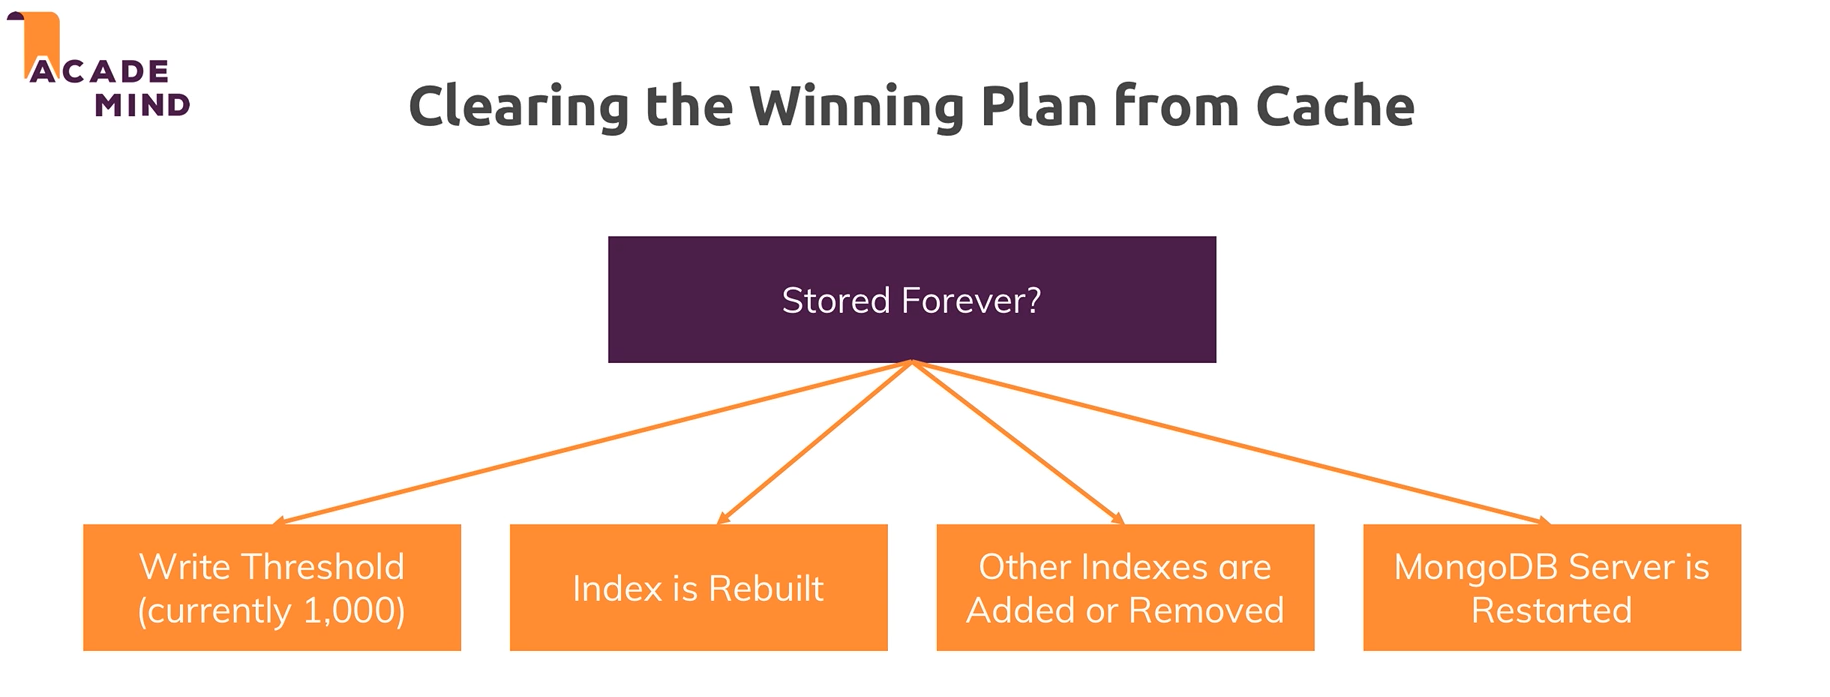 ACADE
MIND
Clearing the Winning Plan from Cache
Stored Forever?
Write Threshold
(currently 1,000)
Index is Rebuilt
Other Indexes are
Added or Removed
MongoDB Server is
Restarted